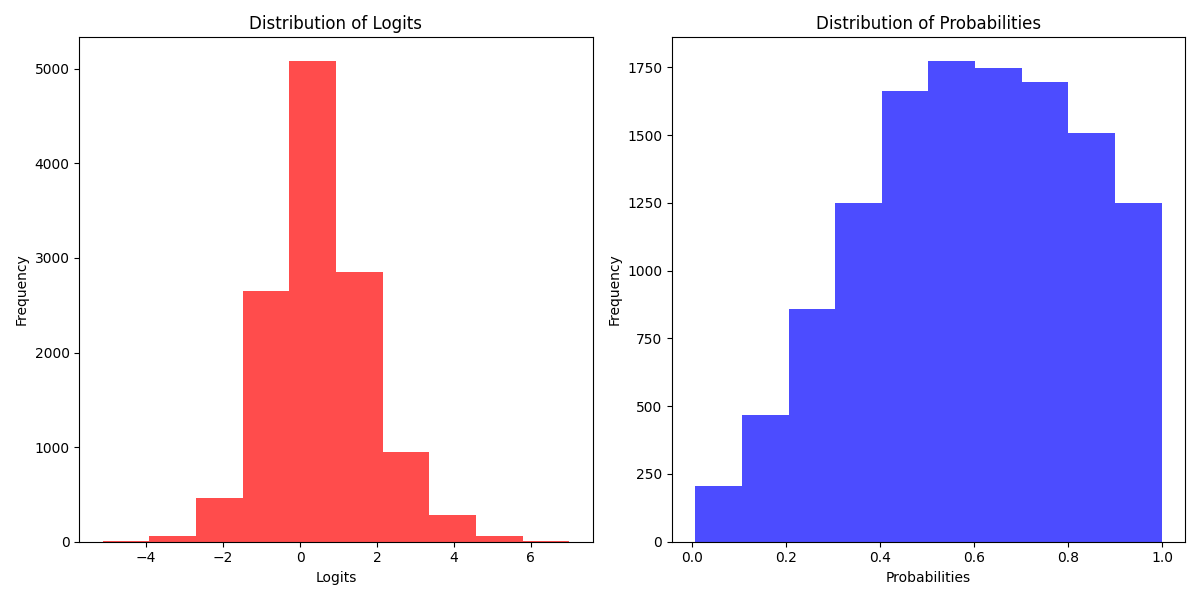 Distribution of Logits
5000
4000
3000
2000
1000
0
Frequency
−4 −2 0 2 4 6
Logits
Distribution of Probabilities
1750
1500
1250
1000
750
500
250
0
Frequency
0.0 0.2 0.4 0.6 0.8 1.0
Probabilities